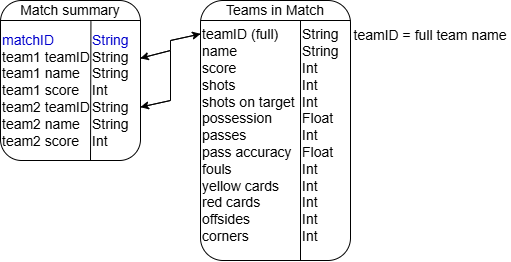 Match summary
matchID String
team1 teamID String
team1 name String
team1 score Int
team2 teamID String
team2 name String
team2 score Int
Teams in Match
teamID (full) String
name String
score Int
shots Int
shots on target Int
possession Float
passes Int
pass accuracy Float
fouls Int
yellow cards Int
red cards Int
offsides Int
corners Int
teamID = full team name